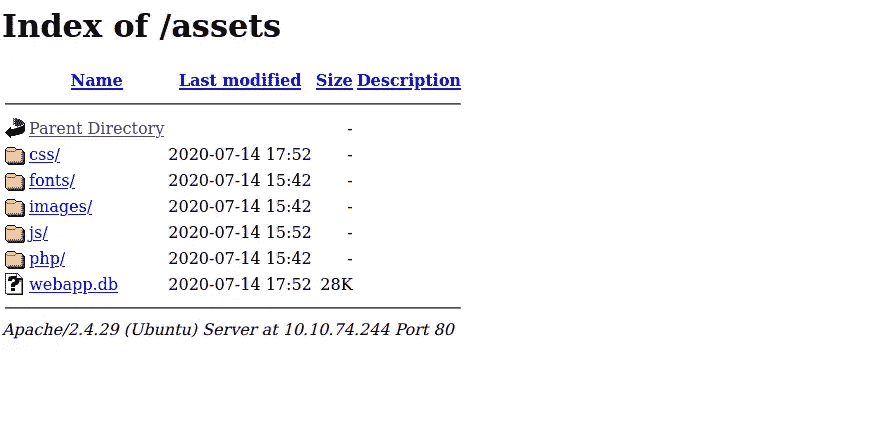 Index of /assets
Name Last modified Size Description
Parent Directory -
css/ 2020-07-14 17:52 -
fonts/ 2020-07-14 15:42 -
images/ 2020-07-14 15:42 -
js/ 2020-07-14 15:52 -
php/ 2020-07-14 15:42 -
? webapp.db 2020-07-14 17:52 28K
Apache/2.4.29 (Ubuntu) Server at 10.10.74.244 Port 80